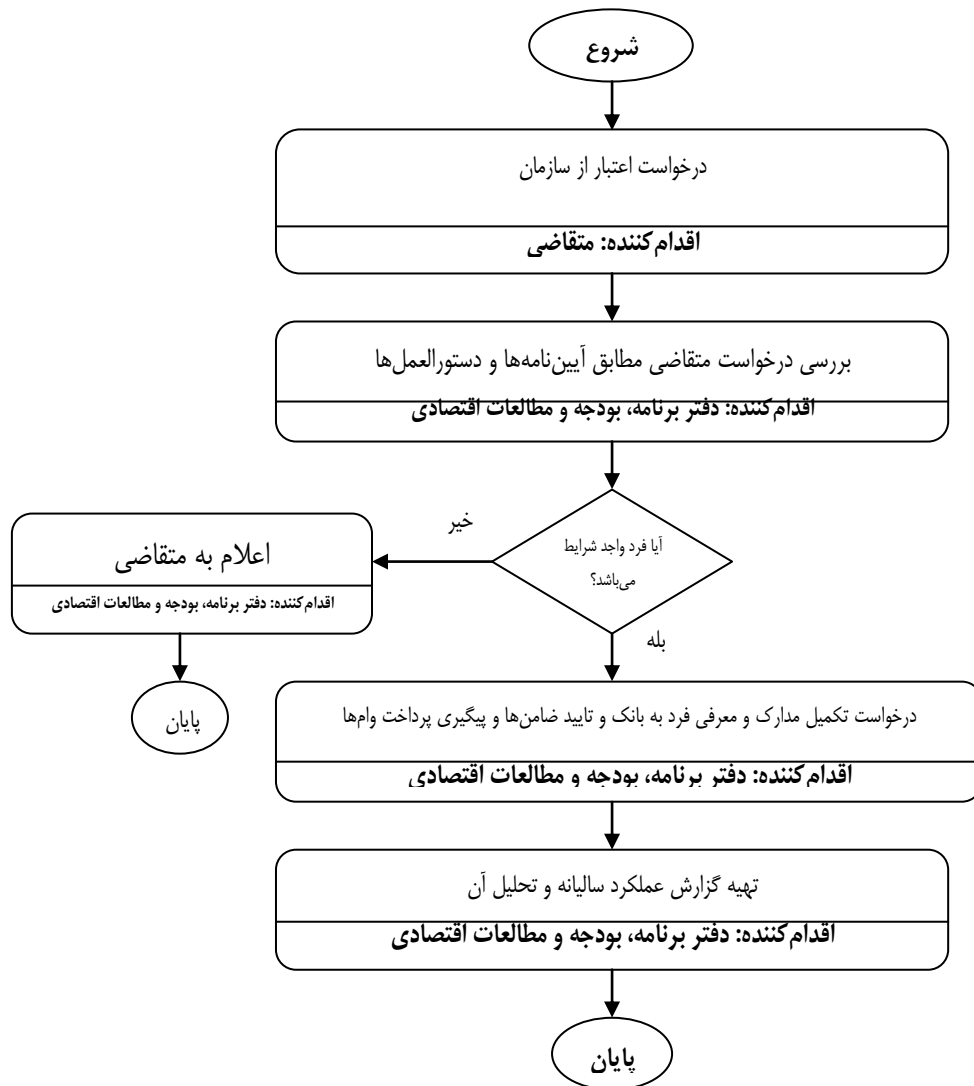 شروع
درخواست اعتبار از سازمان
اقدام‌کننده: متقاضی
بررسی درخواست متقاضی مطابق آیین‌نامه‌ها و دستورالعمل‌ها
اقدام‌کننده: دفتر برنامه، بودجه و مطالعات اقتصادی
آیا فرد واجد شرایط
می‌باشد؟
خیر
اعلام به متقاضی
اقدام‌کننده: دفتر برنامه، بودجه و مطالعات اقتصادی
پایان
بله
درخواست تکمیل مدارک و معرفی فرد به بانک و تایید ضامن‌ها و پیگیری پرداخت وام‌ها
اقدام‌کننده: دفتر برنامه، بودجه و مطالعات اقتصادی
تهیه گزارش عملکرد سالیانه و تحلیل آن
اقدام‌کننده: دفتر برنامه، بودجه و مطالعات اقتصادی
پایان